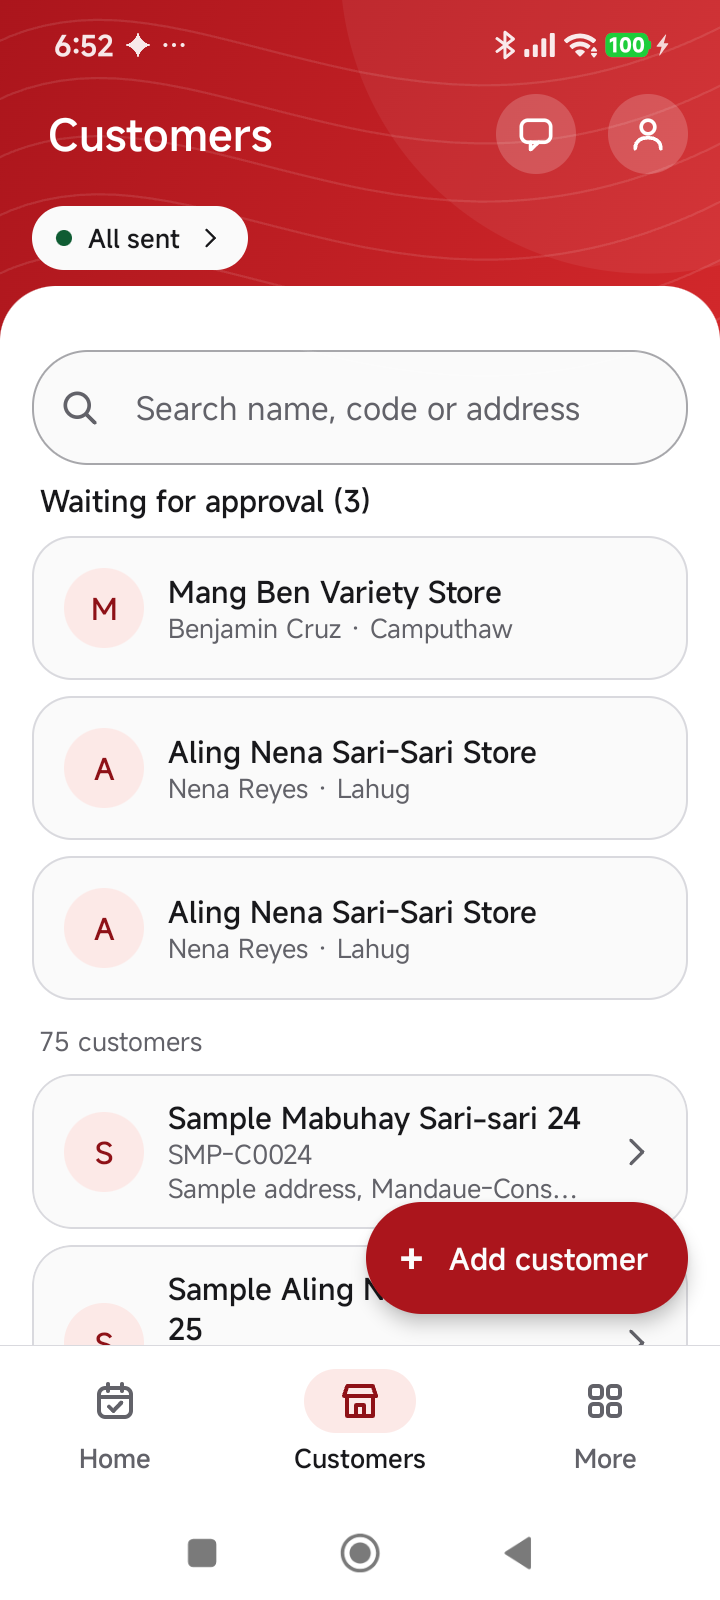 6:52
100
Customers
All sent
Search name, code or address
Waiting for approval (3)
M
Mang Ben Variety Store
Benjamin Cruz · Camputhaw
A
Aling Nena Sari-Sari Store
Nena Reyes · Lahug
A
Aling Nena Sari-Sari Store
Nena Reyes · Lahug
75 customers
S
Sample Mabuhay Sari-sari 24
SMP-C0024
Sample address, Mandaue-Cons...
+ Add customer
S
Sample Aling
25
Home
Customers
More